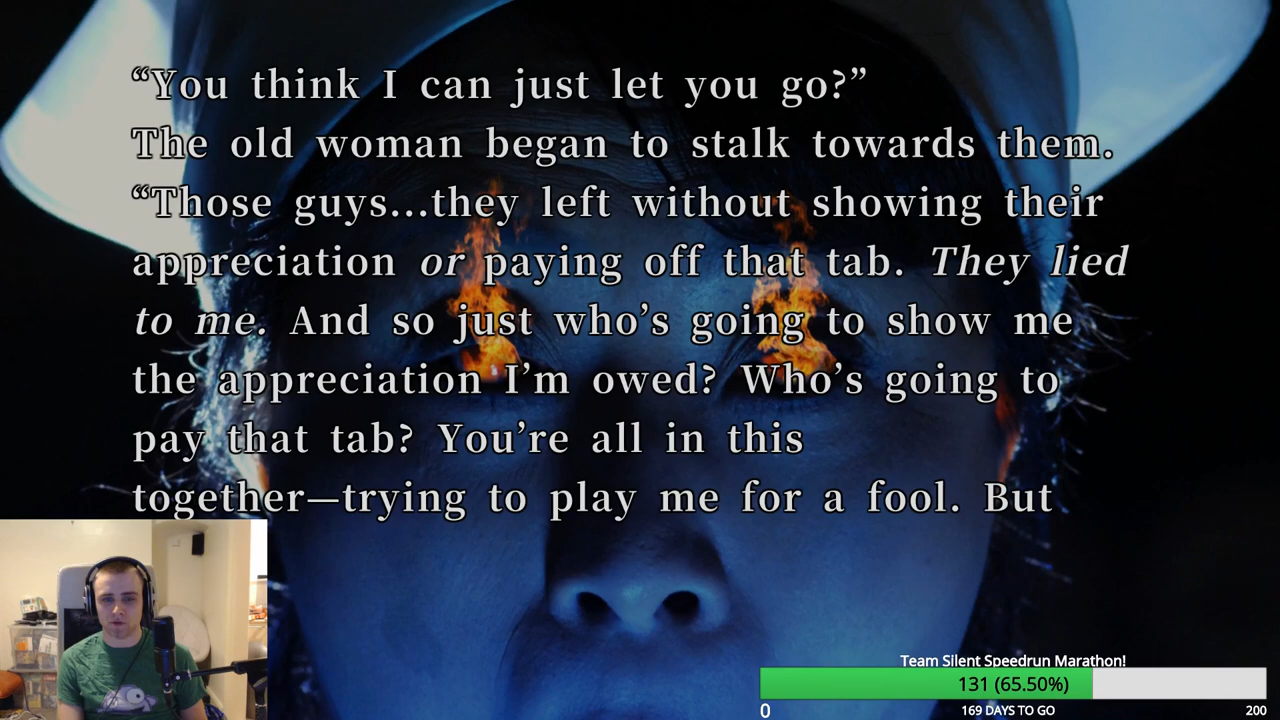 “You think I can just let you go?”
The old woman began to stalk towards them.
“Those guys...they left without showing their
appreciation or paying off that tab. They lied
to me. And so just who’s going to show me
the appreciation I’m owed? Who’s going to
pay that tab? You’re all in this
together—trying to play me for a fool. But
Team Silent Speedrun Marathon!
131 (65.50%)
0 169 DAYS TO GO 200